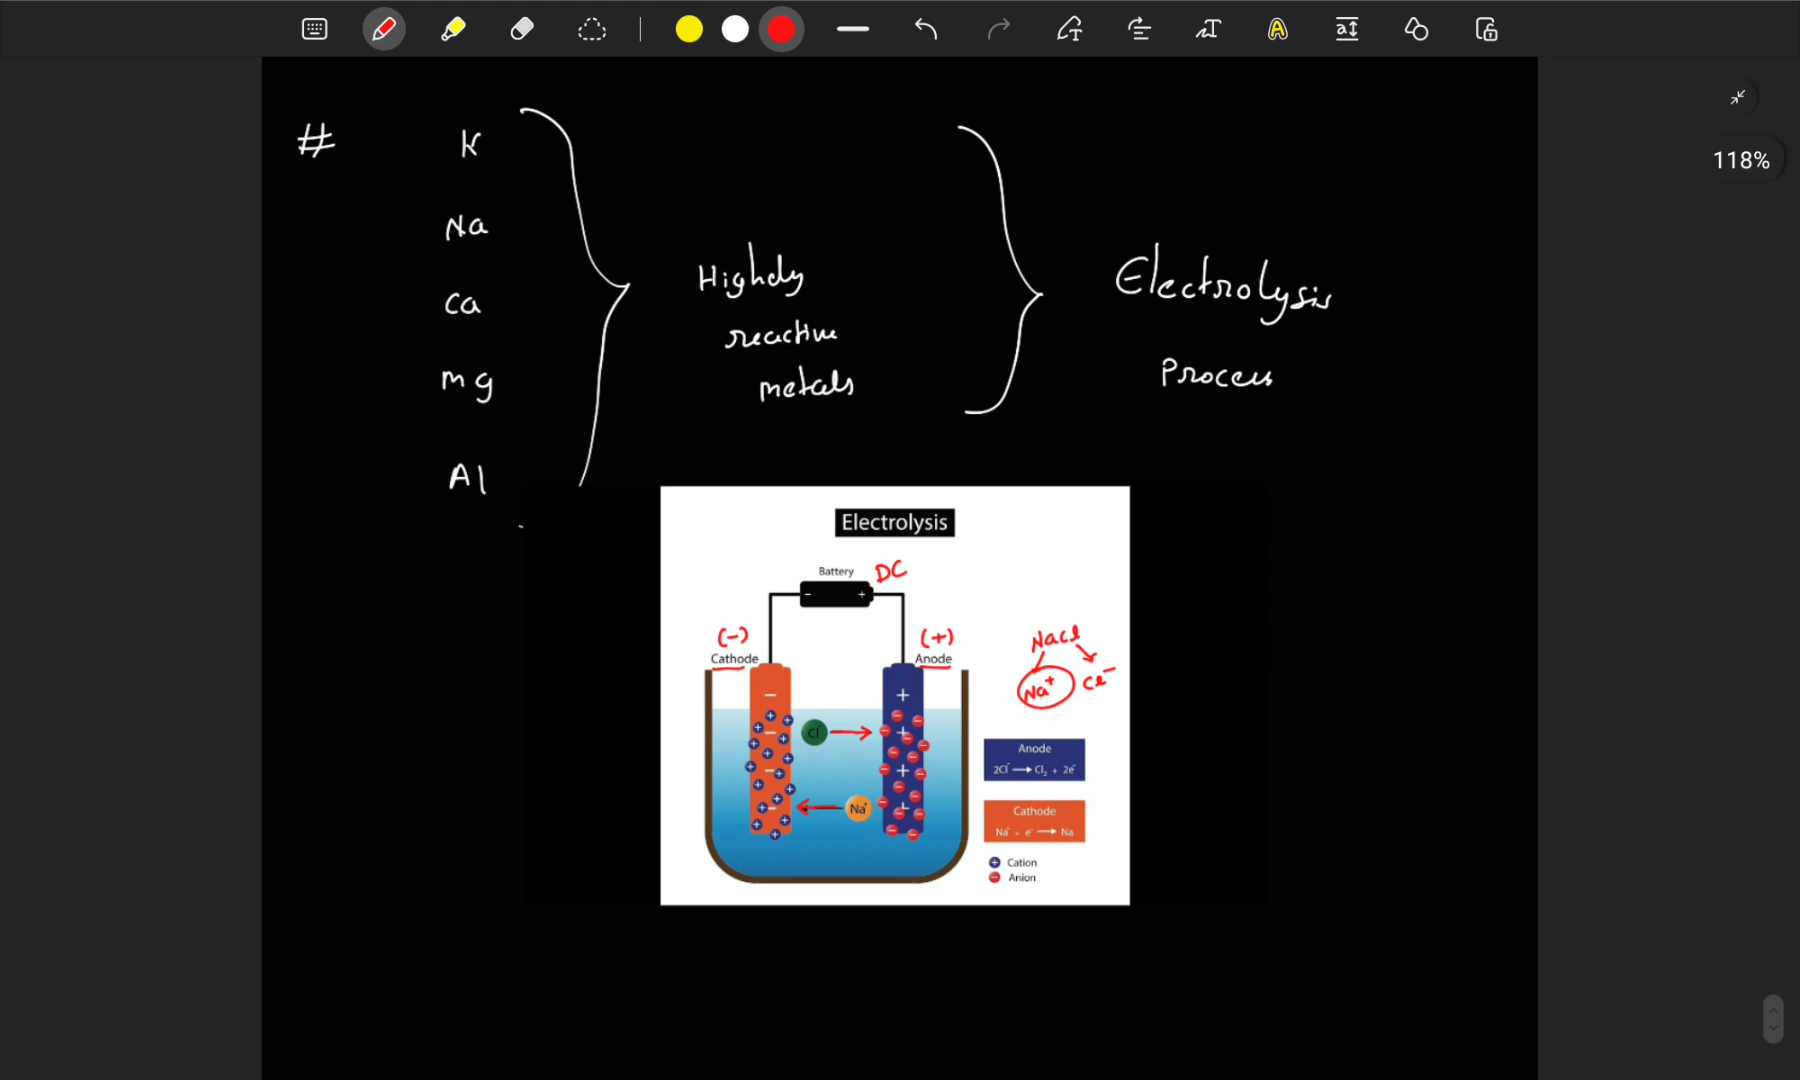 118%
# K
Na
Ca
mg
Al
Highly
reactive
metals
Electrolysis
Process
Electrolysis
Battery DC
- +
(-) (+)
Cathode Anode
NaCl
Na⁺ Cl⁻
Cl⁻
Na⁺
Anode
2Cl⁻ → Cl₂ + 2e⁻
Cathode
Na⁺ + e⁻ → Na
+ Cation
- Anion